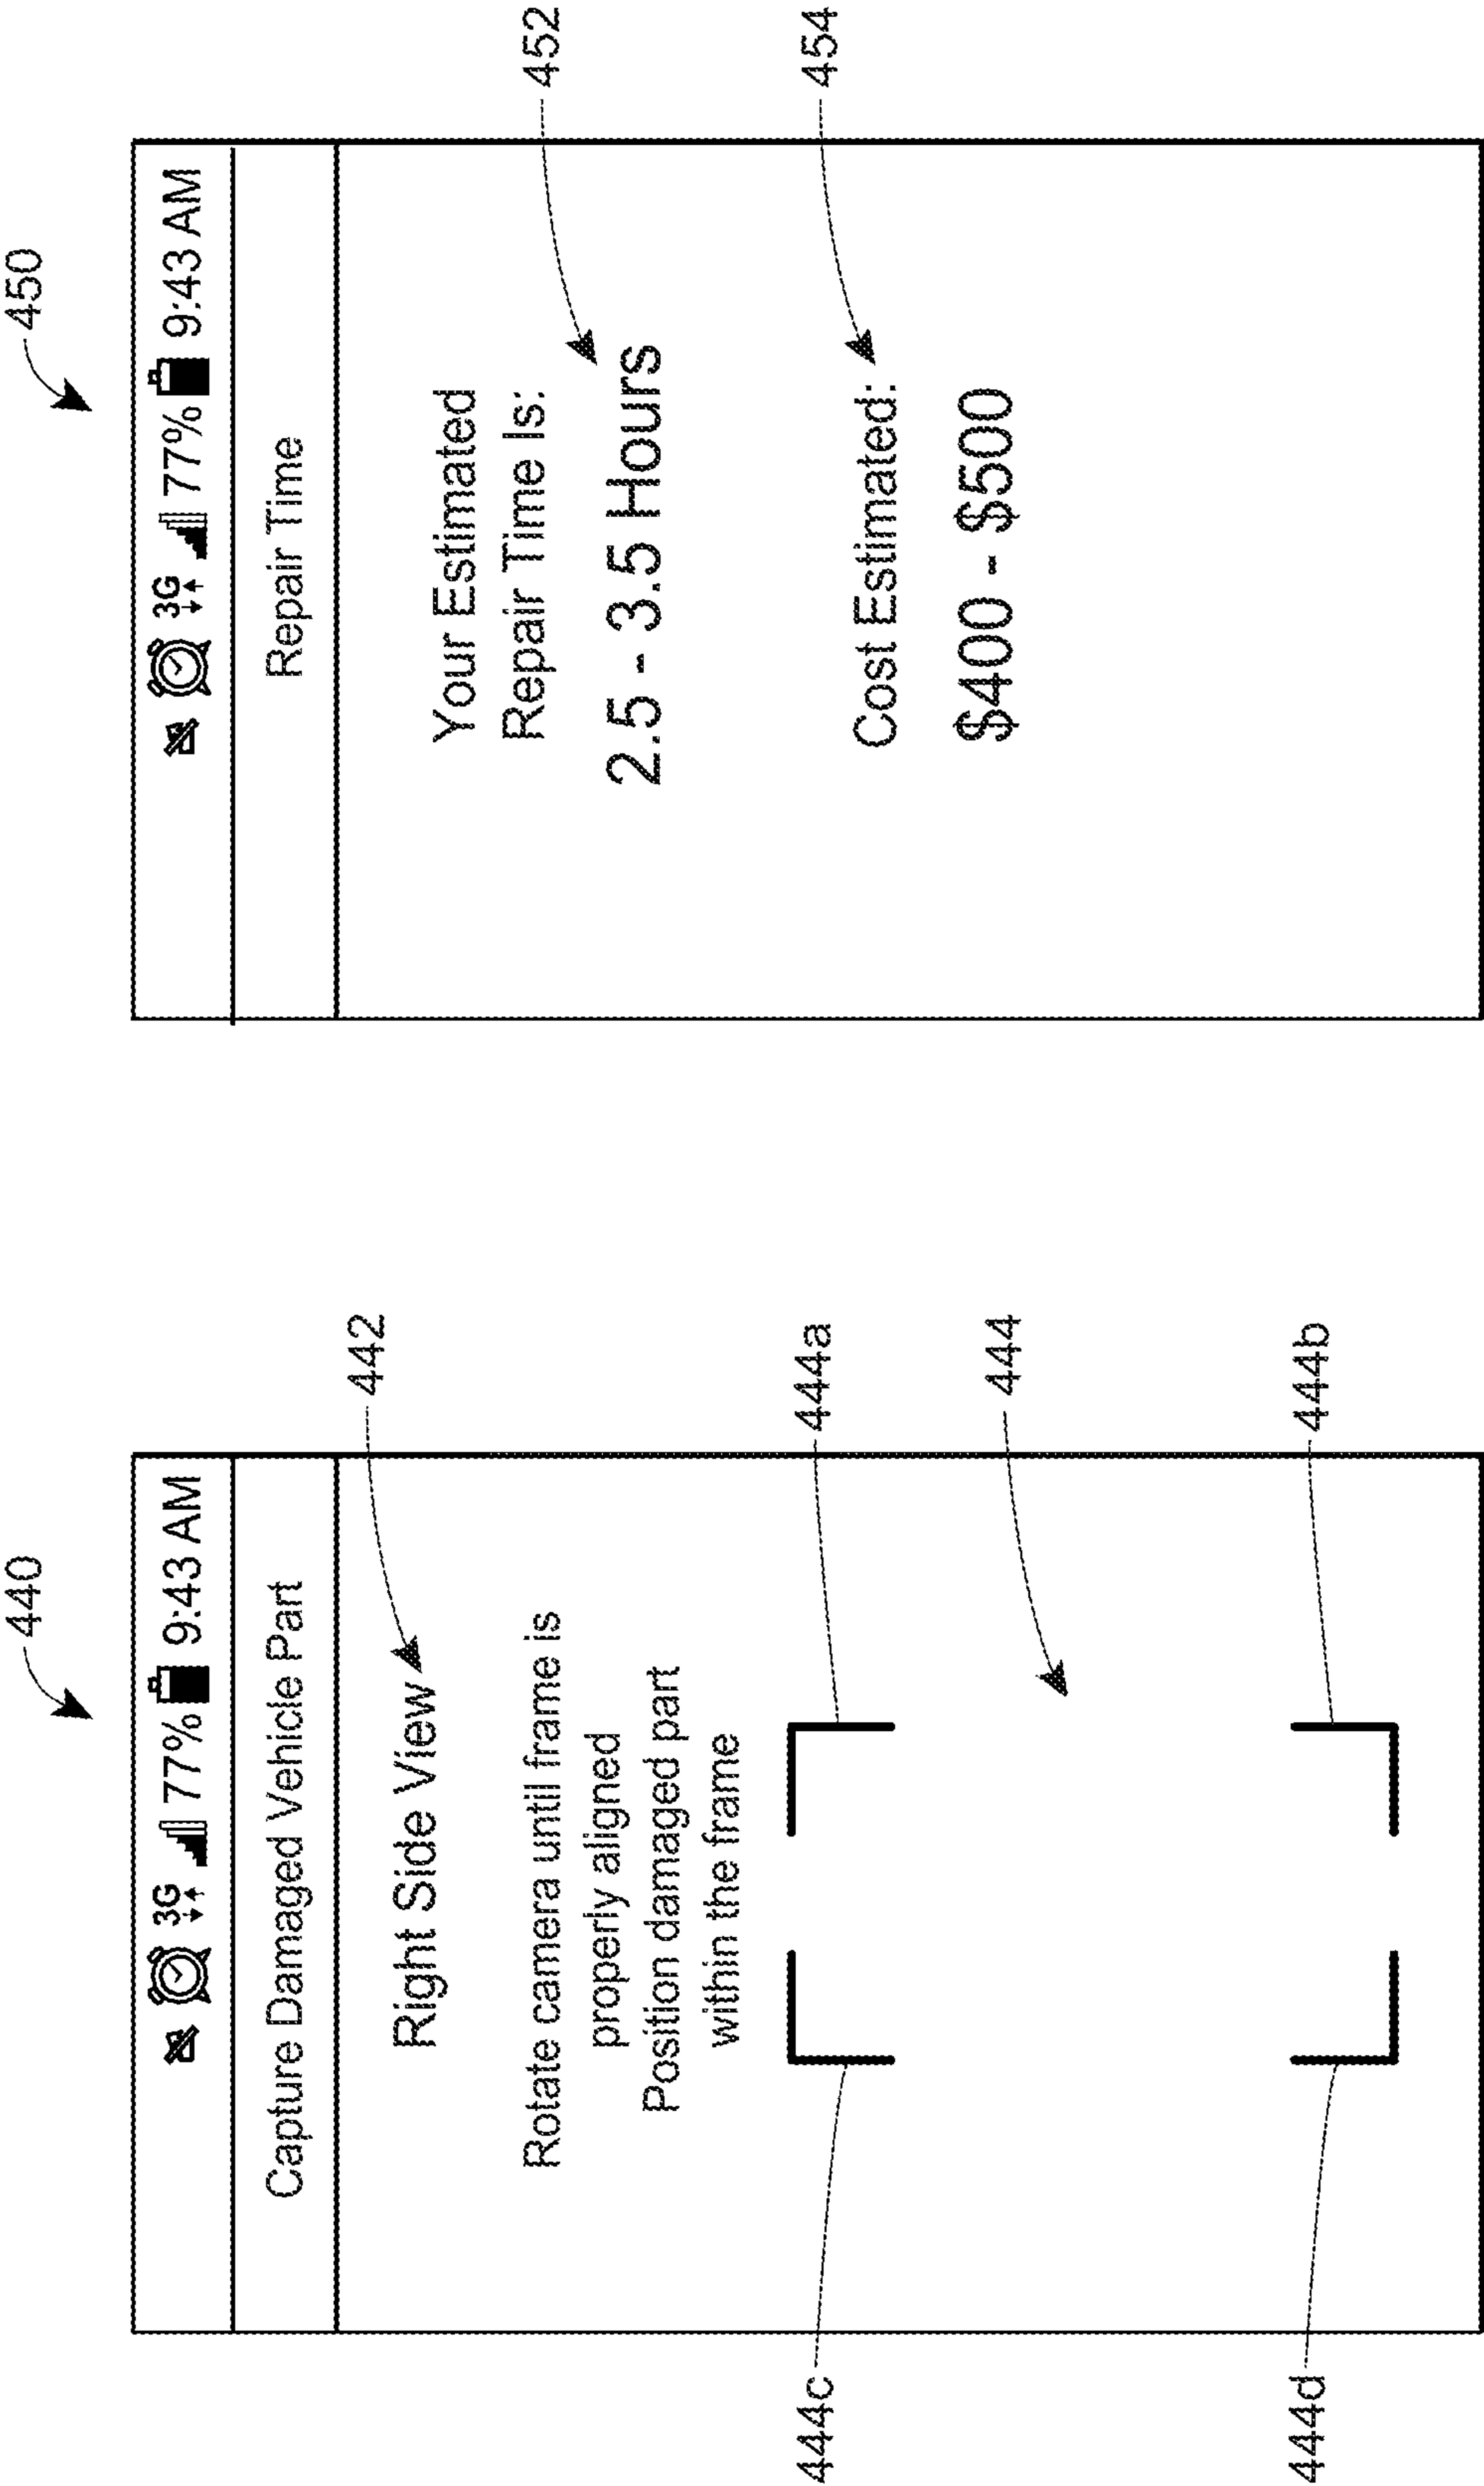 440
3G 77% 9:43 AM
Capture Damaged Vehicle Part
Right Side View
442
Rotate camera until frame is
properly aligned
Position damaged part
within the frame
444c
444a
444
444d
444b
450
3G 77% 9:43 AM
Repair Time
Your Estimated
Repair Time Is:
2.5 - 3.5 Hours
452
Cost Estimated:
454
$400 - $500